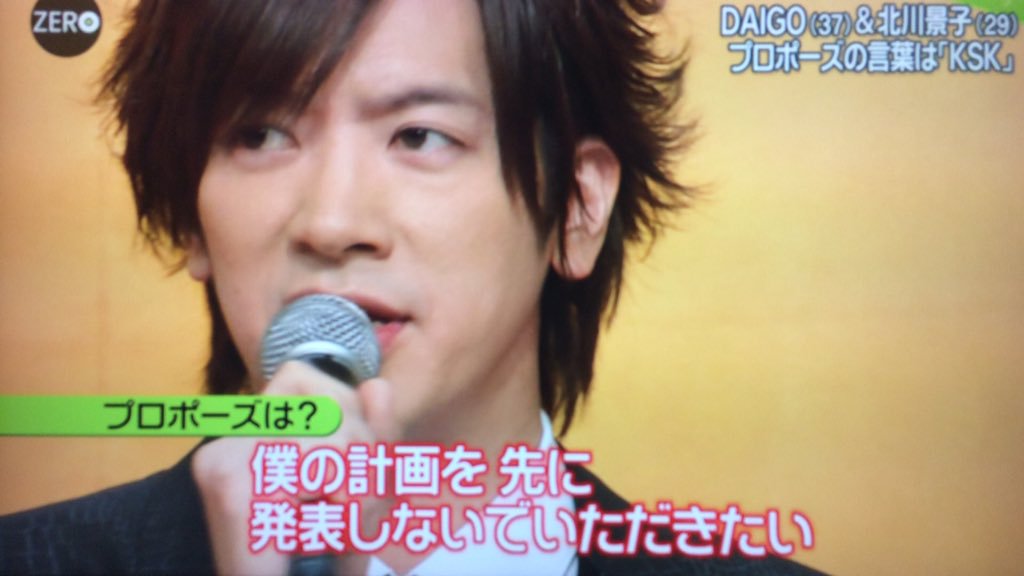 ZERO
DAIGO(37)&北川景子(29)
プロポーズの言葉は「KSK」
プロポーズは?
僕の計画を 先に
発表しないでいただきたい